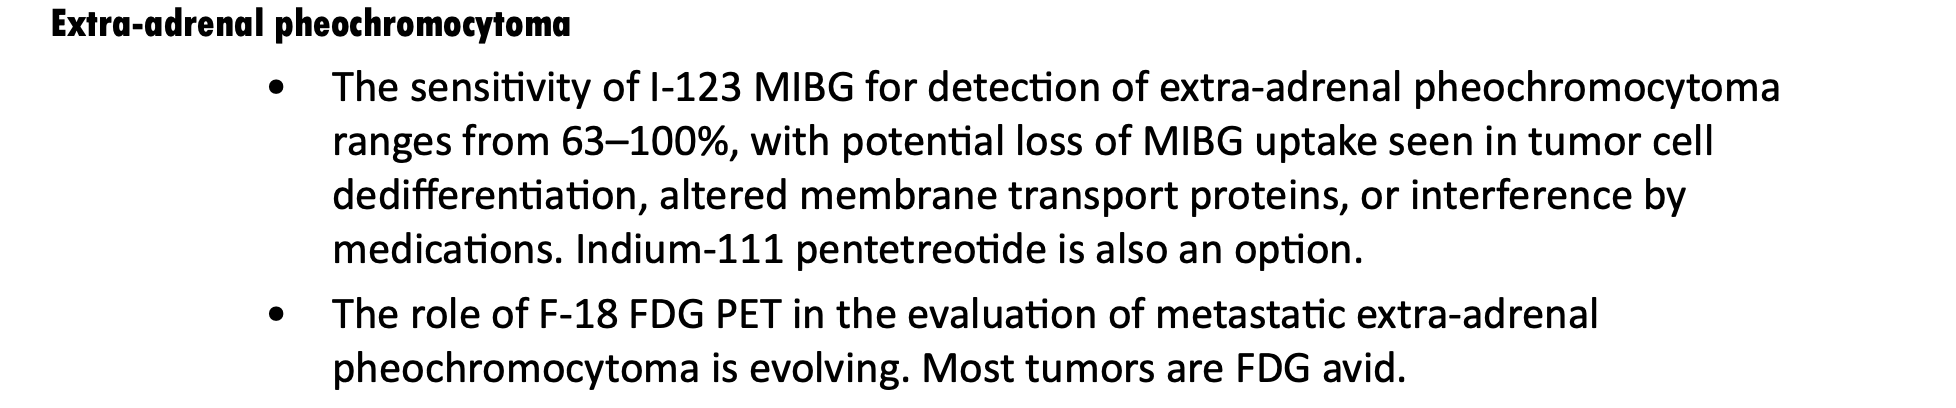 Extra-adrenal pheochromocytoma
• The sensitivity of I-123 MIBG for detection of extra-adrenal pheochromocytoma
ranges from 63–100%, with potential loss of MIBG uptake seen in tumor cell
dedifferentiation, altered membrane transport proteins, or interference by
medications. Indium-111 pentetreotide is also an option.
• The role of F-18 FDG PET in the evaluation of metastatic extra-adrenal
pheochromocytoma is evolving. Most tumors are FDG avid.